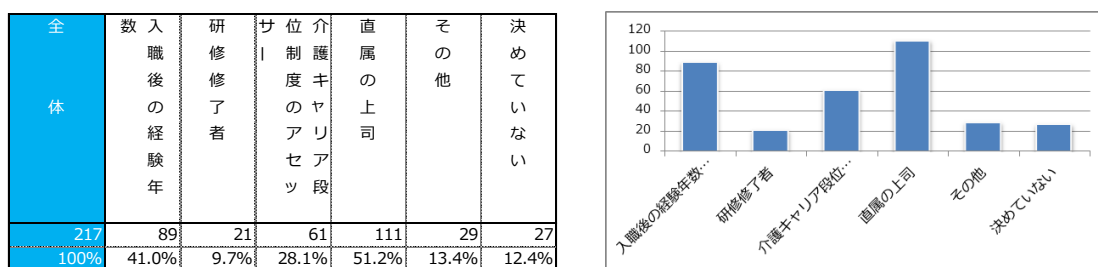 全体
入職後の経験年数
研修修了者
介護キャリア段位制度のアセッサー
直属の上司
その他
決めていない
217 89 21 61 111 29 27
100% 41.0% 9.7% 28.1% 51.2% 13.4% 12.4%
120
100
80
60
40
20
0
入職後の経験年数…
研修修了者
介護キャリア段位…
直属の上司
その他
決めていない